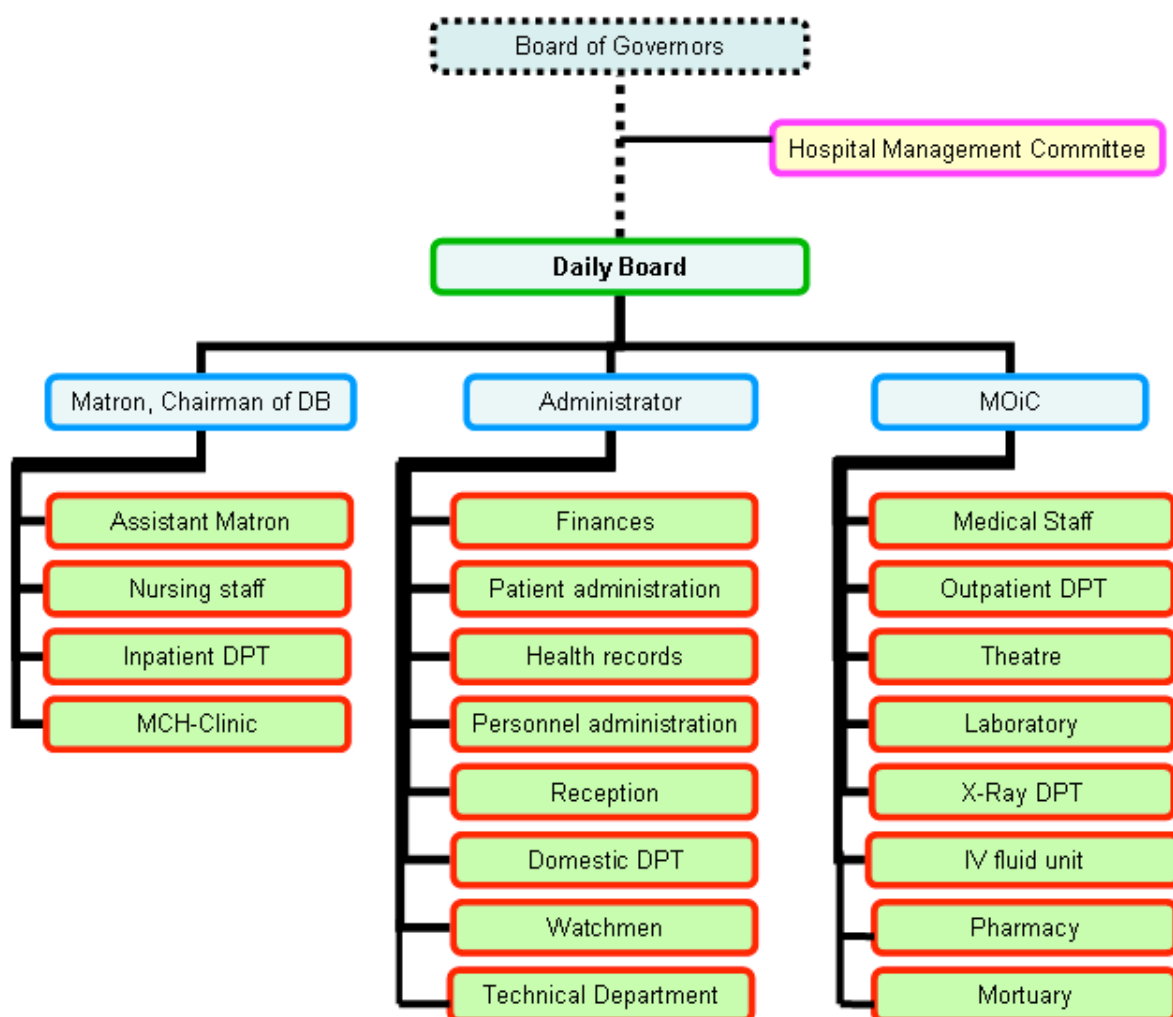 Board of Governors
Hospital Management Committee
Daily Board
Matron, Chairman of DB
Administrator
MOiC
Assistant Matron
Nursing staff
Inpatient DPT
MCH-Clinic
Finances
Patient administration
Health records
Personnel administration
Reception
Domestic DPT
Watchmen
Technical Department
Medical Staff
Outpatient DPT
Theatre
Laboratory
X-Ray DPT
IV fluid unit
Pharmacy
Mortuary